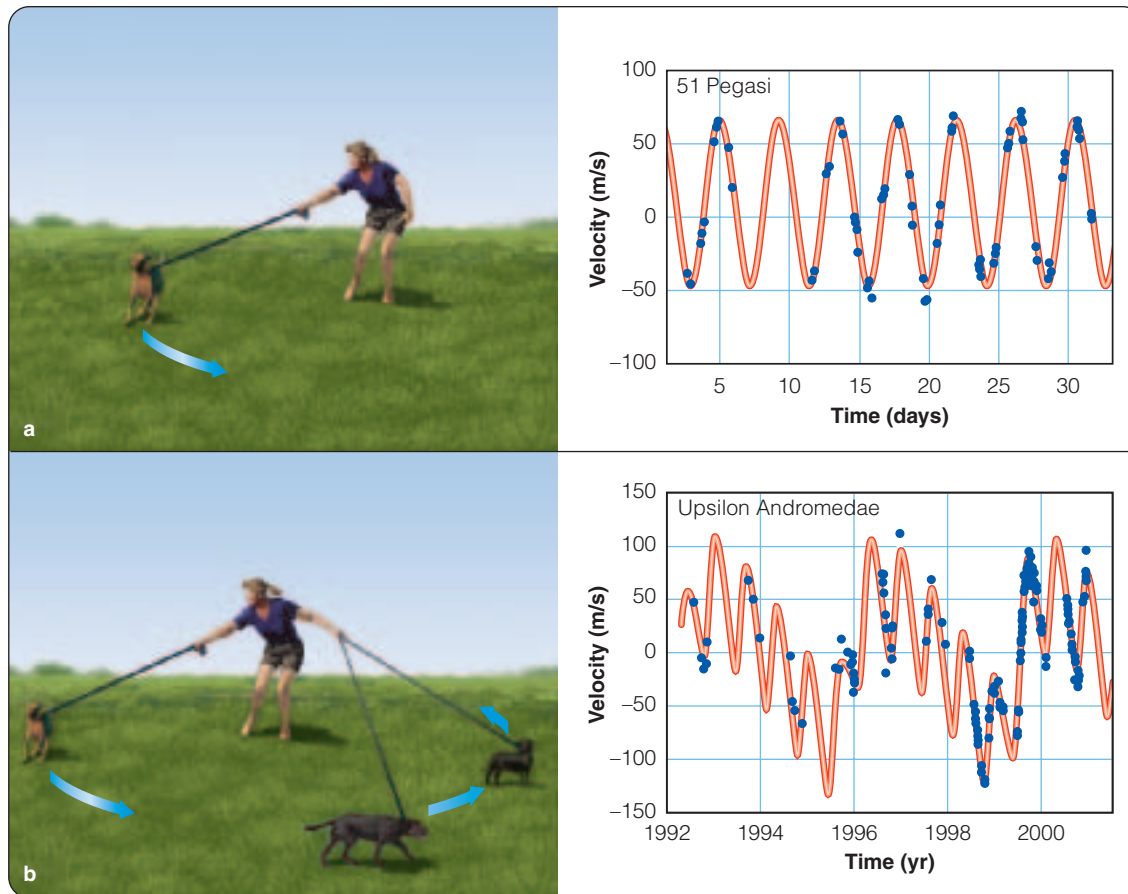 100
51 Pegasi
50
0
−50
−100
Velocity (m/s)
5 10 15 20 25 30
Time (days)
a
150
Upsilon Andromedae
100
50
0
−50
−100
−150
Velocity (m/s)
1992 1994 1996 1998 2000
Time (yr)
b